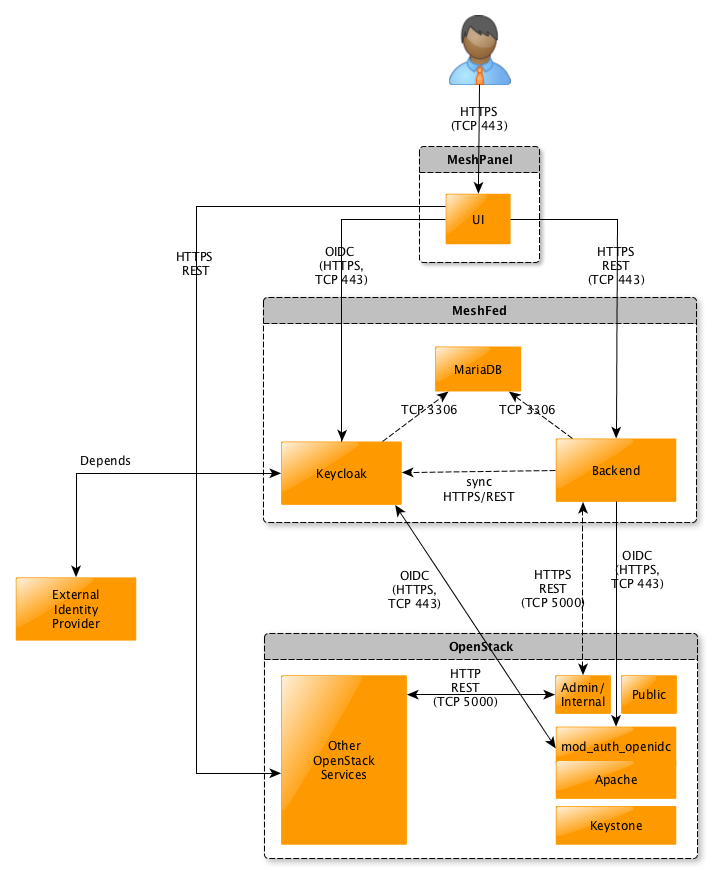 HTTPS
(TCP 443)
MeshPanel
UI
HTTPS
REST
OIDC
(HTTPS,
TCP 443)
HTTPS
REST
(TCP 443)
MeshFed
MariaDB
TCP 3306
TCP 3306
Keycloak
Backend
sync
HTTPS/REST
Depends
External
Identity
Provider
OIDC
(HTTPS,
TCP 443)
HTTPS
REST
(TCP 5000)
OIDC
(HTTPS,
TCP 443)
OpenStack
HTTP
REST
(TCP 5000)
Admin/
Internal
Public
Other
OpenStack
Services
mod_auth_openidc
Apache
Keystone